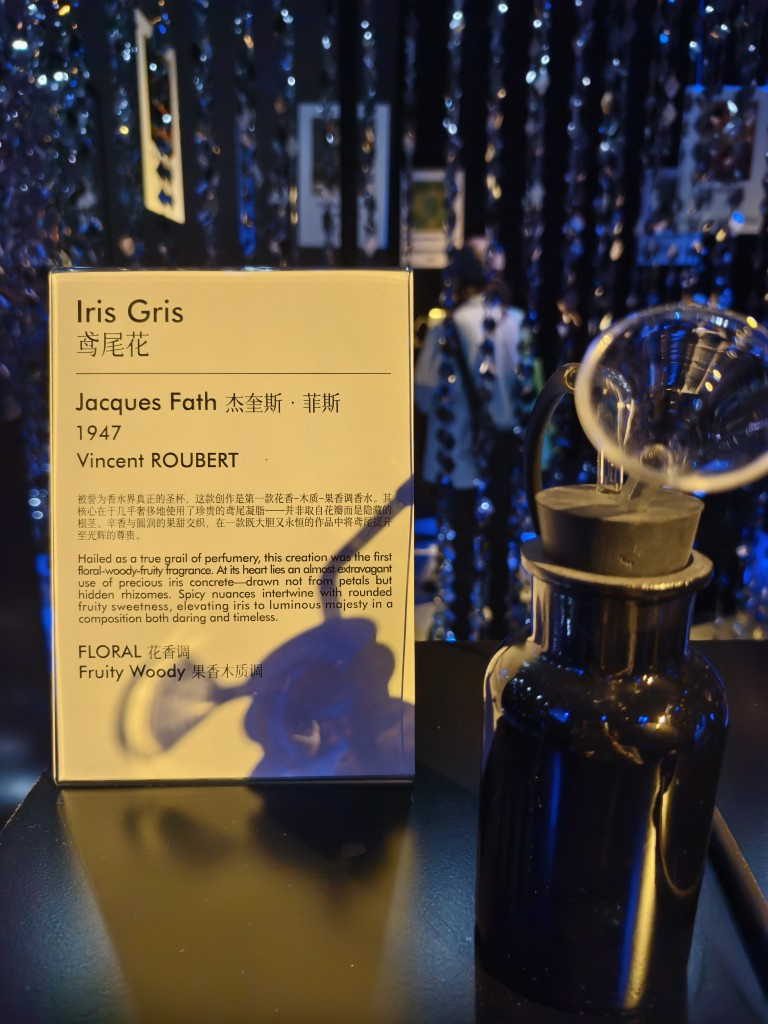 Iris Gris
鸢尾花
Jacques Fath 杰奎斯 · 菲斯
1947
Vincent ROUBERT
被誉为香水界真正的圣杯，这款创作是第一款花香-木质-果香调香水。其
核心在于几乎奢侈地使用了珍贵的鸢尾凝脂——并非取自花瓣而是隐藏的
根茎。辛香与圆润的果甜交织，在一款既大胆又永恒的作品中将鸢尾提升
至光辉的尊贵。
Hailed as a true grail of perfumery, this creation was the first
floral-woody-fruity fragrance. At its heart lies an almost extravagant
use of precious iris concrete—drawn not from petals but
hidden rhizomes. Spicy nuances intertwine with rounded
fruity sweetness, elevating iris to luminous majesty in a
composition both daring and timeless.
FLORAL 花香调
Fruity Woody 果香木质调